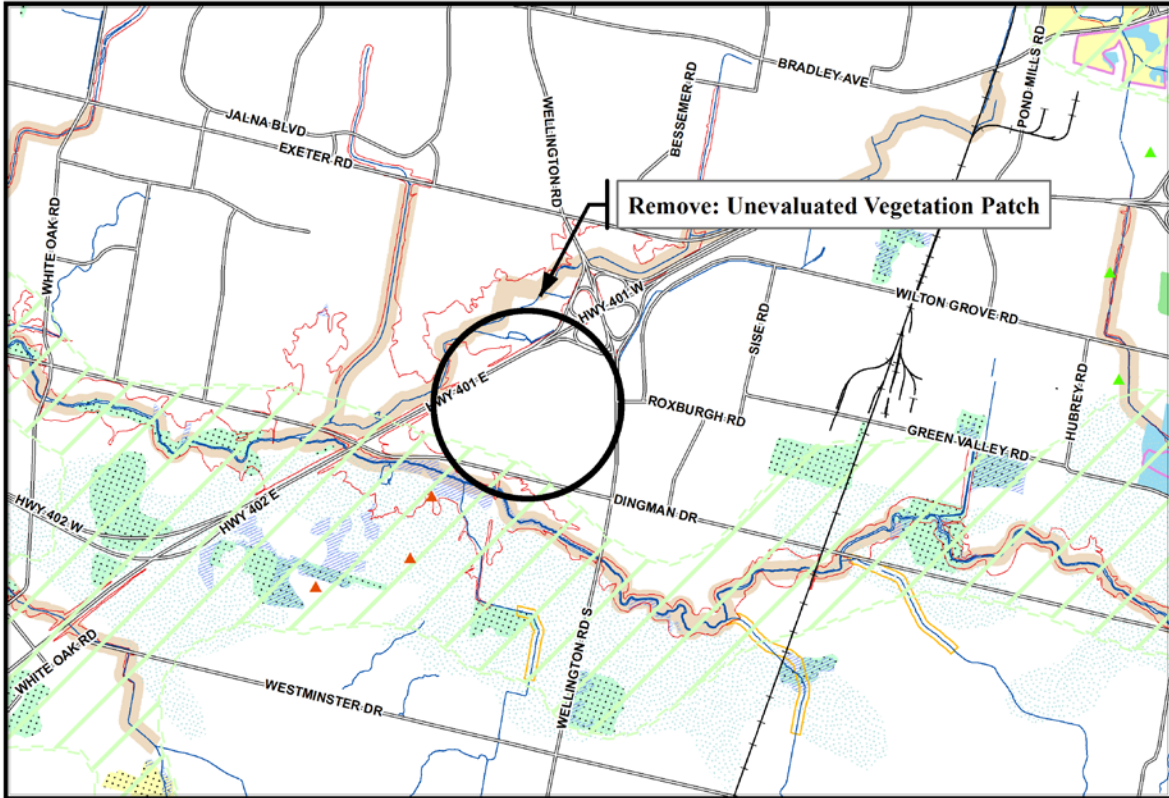 BRADLEY AVE
POND MILLS RD
BESSEMER RD
WELLINGTON RD
JALNA BLVD
EXETER RD
Remove: Unevaluated Vegetation Patch
WHITE OAK RD
HWY 401 W
WILTON GROVE RD
SISE RD
HUBREY RD
HWY 401 E
ROXBURGH RD
GREEN VALLEY RD
DINGMAN DR
HWY 402 W
HWY 402 E
WHITE OAK RD
WELLINGTON RD S
WESTMINSTER DR